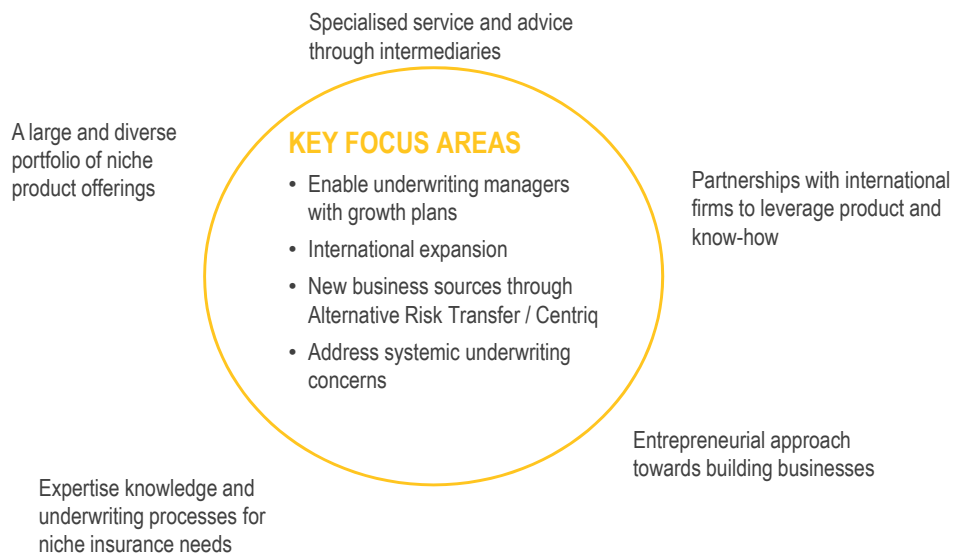 Specialised service and advice
through intermediaries
A large and diverse
portfolio of niche
product offerings
KEY FOCUS AREAS
• Enable underwriting managers
with growth plans
• International expansion
• New business sources through
Alternative Risk Transfer / Centriq
• Address systemic underwriting
concerns
Partnerships with international
firms to leverage product and
know-how
Entrepreneurial approach
towards building businesses
Expertise knowledge and
underwriting processes for
niche insurance needs